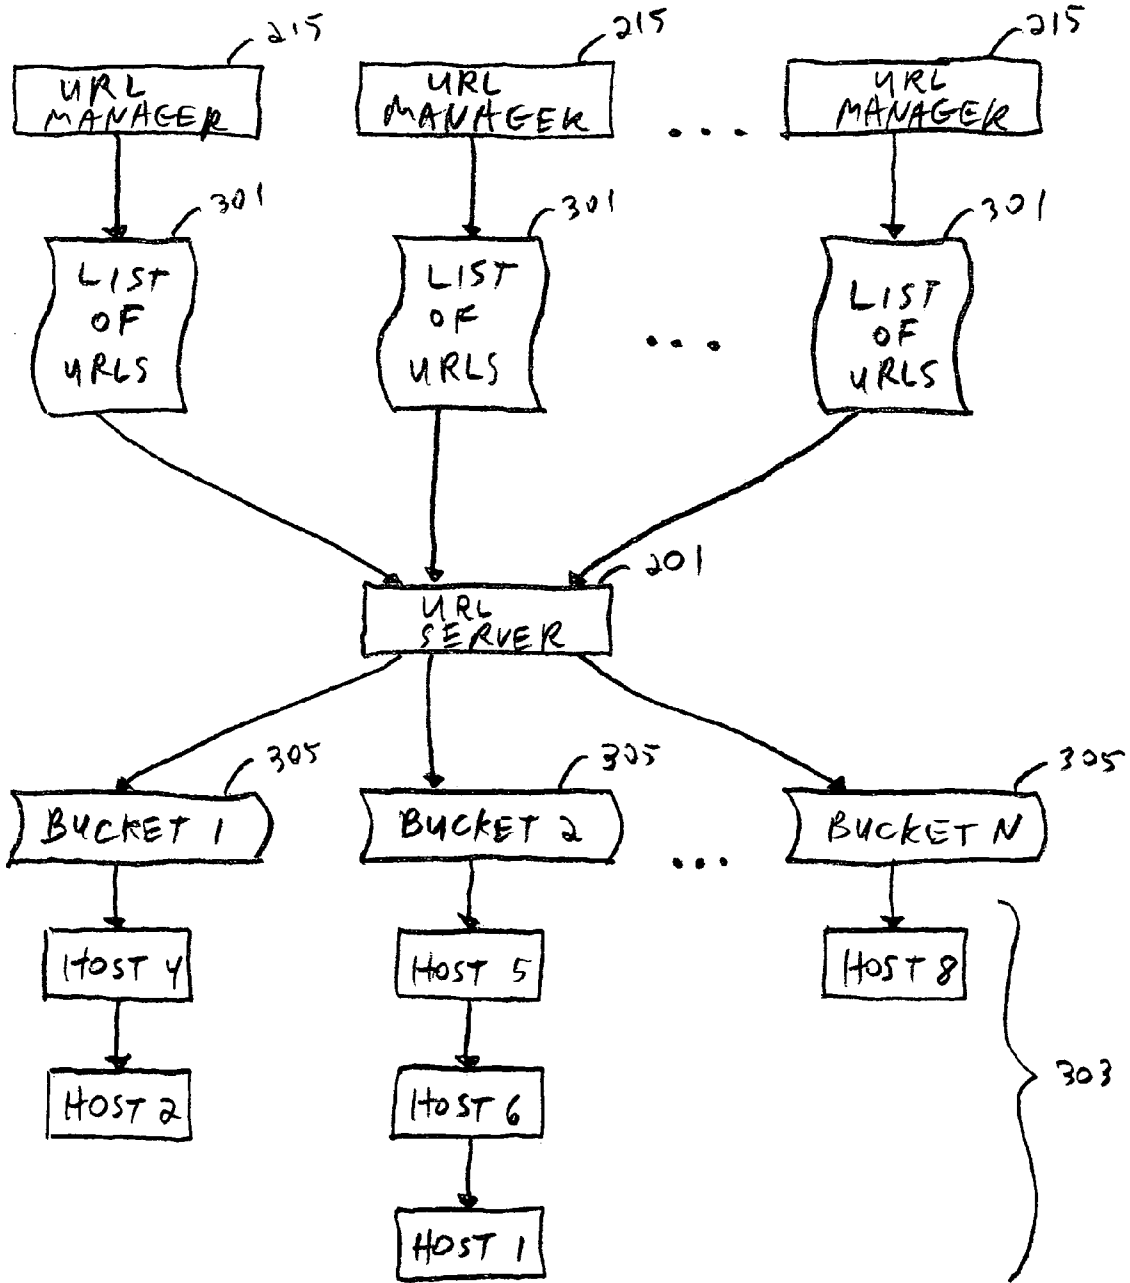 215
215
215
URL
MANAGER
URL
MANAGER
...
URL
MANAGER
301
301
301
LIST
OF
URLS
LIST
OF
URLS
...
LIST
OF
URLS
201
URL
SERVER
305
305
305
BUCKET 1
BUCKET 2
...
BUCKET N
HOST 4
HOST 5
HOST 8
303
HOST 2
HOST 6
HOST 1